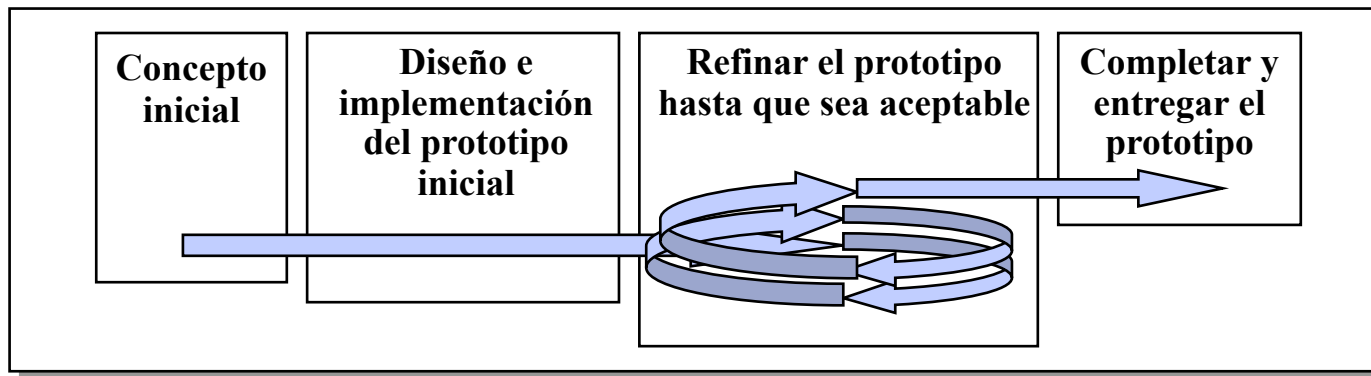 Concepto
inicial
Diseño e
implementación
del prototipo
inicial
Refinar el prototipo
hasta que sea aceptable
Completar y
entregar el
prototipo